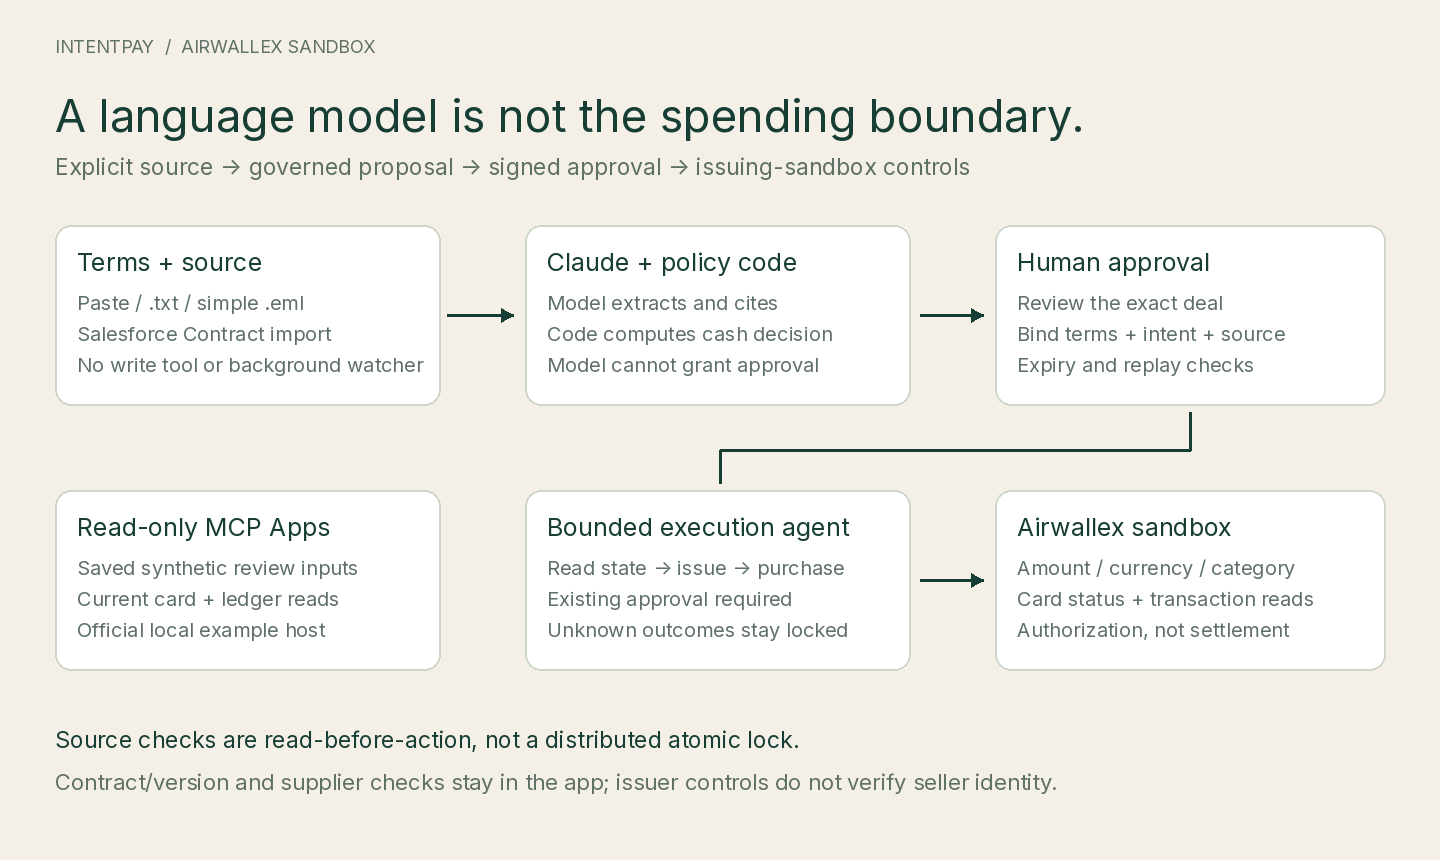 INTENTPAY / AIRWALLEX SANDBOX
A language model is not the spending boundary.
Explicit source → governed proposal → signed approval → issuing-sandbox controls
Terms + source
Paste / .txt / simple .eml
Salesforce Contract import
No write tool or background watcher
Claude + policy code
Model extracts and cites
Code computes cash decision
Model cannot grant approval
Human approval
Review the exact deal
Bind terms + intent + source
Expiry and replay checks
Read-only MCP Apps
Saved synthetic review inputs
Current card + ledger reads
Official local example host
Bounded execution agent
Read state → issue → purchase
Existing approval required
Unknown outcomes stay locked
Airwallex sandbox
Amount / currency / category
Card status + transaction reads
Authorization, not settlement
Source checks are read-before-action, not a distributed atomic lock.
Contract/version and supplier checks stay in the app; issuer controls do not verify seller identity.